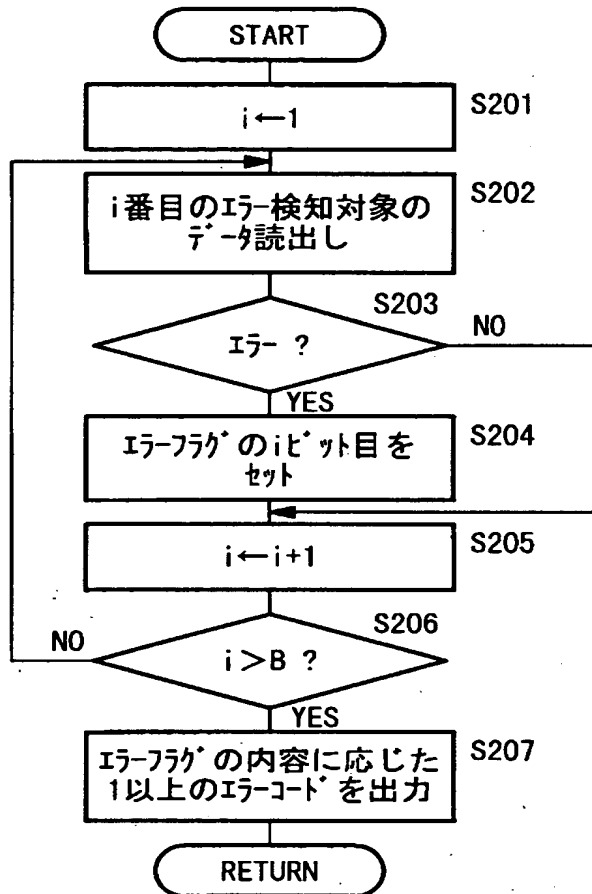 START
i←1
S201
i番目のエラー検知対象の
データ読出し
S202
S203
エラー ?
NO
YES
エラーフラグのiビット目を
セット
S204
i←i+1
S205
S206
NO
i>B ?
YES
エラーフラグの内容に応じた
1以上のエラーコードを出力
S207
RETURN